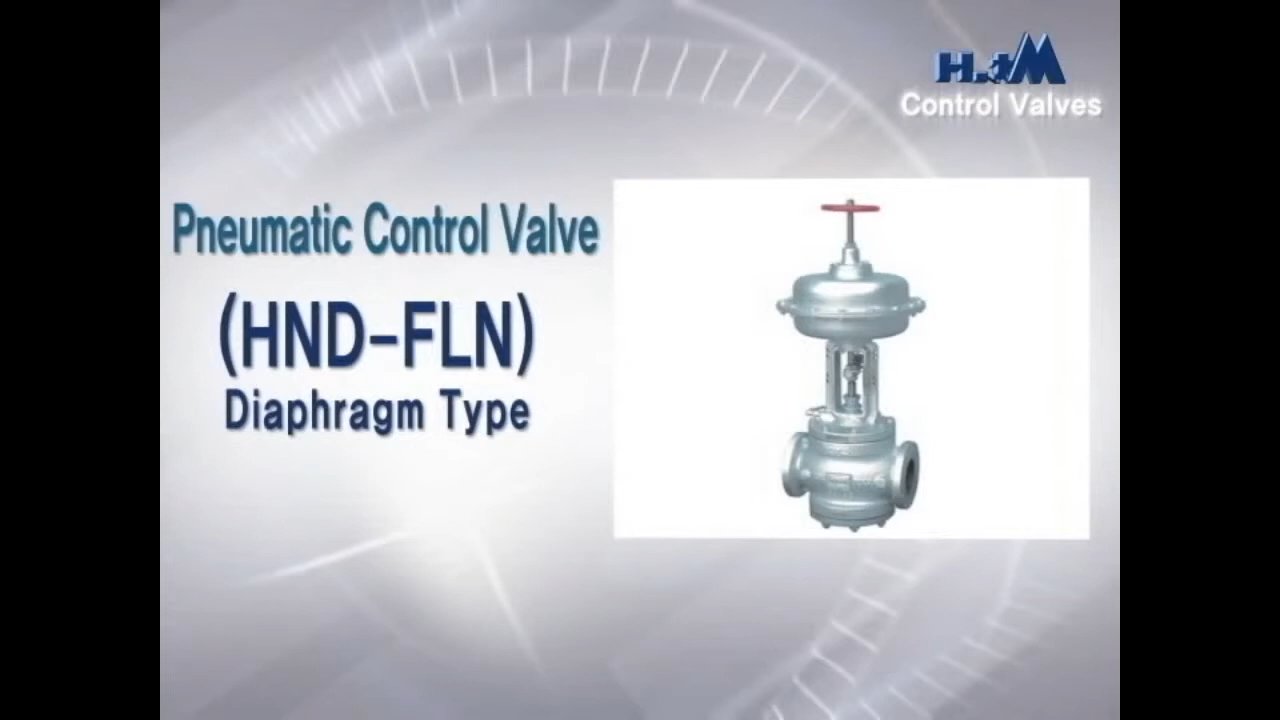 Control Valves
Pneumatic Control Valve
(HND-FLN)
Diaphragm Type